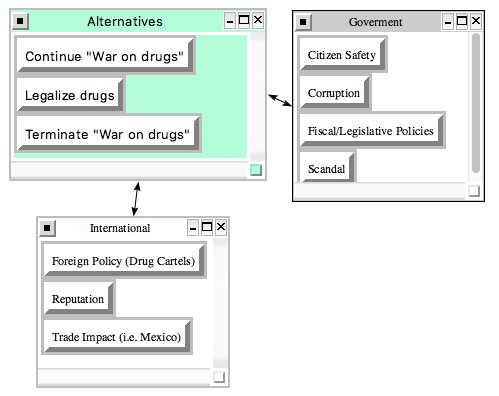 Alternatives
Continue "War on drugs"
Legalize drugs
Terminate "War on drugs"
Goverment
Citizen Safety
Corruption
Fiscal/Legislative Policies
Scandal
International
Foreign Policy (Drug Cartels)
Reputation
Trade Impact (i.e. Mexico)